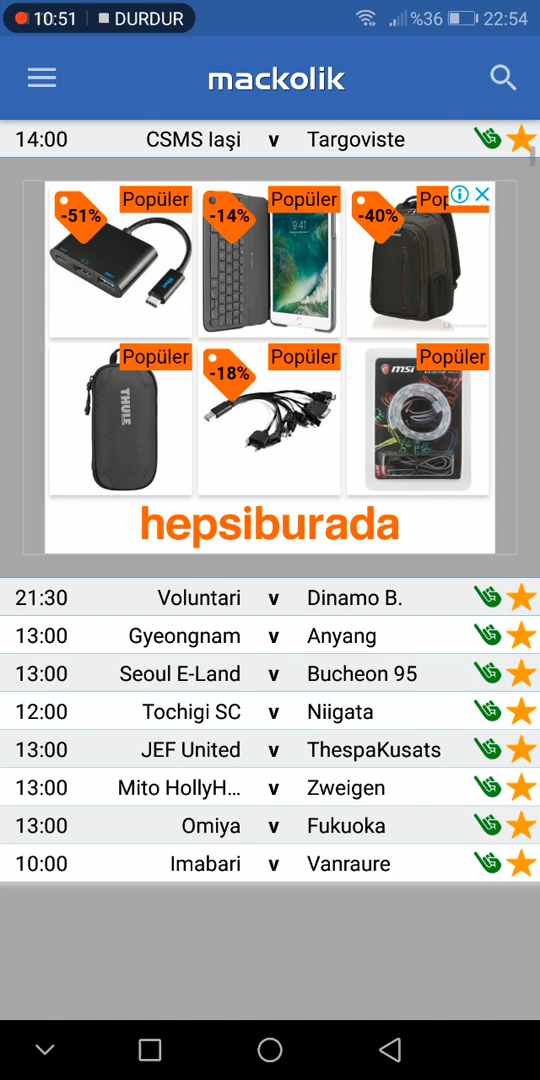 10:51 DURDUR %36 22:54
mackolik
14:00 CSMS Iaşi v Targoviste
-51% Popüler -14% Popüler -40% Pop
9:41
THULE Popüler -18% Popüler Popüler
msi
hepsiburada
21:30 Voluntari v Dinamo B.
13:00 Gyeongnam v Anyang
13:00 Seoul E-Land v Bucheon 95
12:00 Tochigi SC v Niigata
13:00 JEF United v ThespaKusats
13:00 Mito HollyH... v Zweigen
13:00 Omiya v Fukuoka
10:00 Imabari v Vanraure